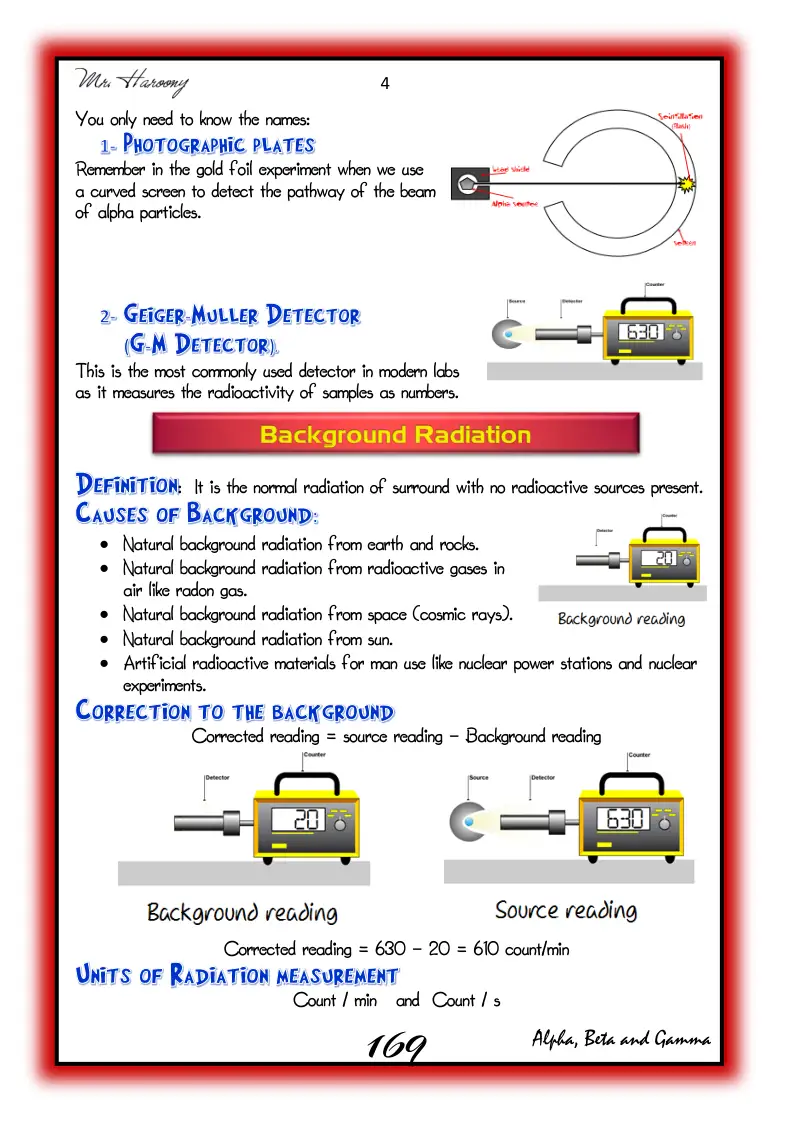 Mr. Haroony
4
You only need to know the names:
1- Photographic plates
Remember in the gold foil experiment when we use
a curved screen to detect the pathway of the beam
of alpha particles.
Scintillation
(Flash)
Lead shield
Alpha source
Screen
2- Geiger-Muller Detector
(G-M Detector).
This is the most commonly used detector in modern labs
as it measures the radioactivity of samples as numbers.
Counter
Source
Detector
630
Background Radiation
Definition: It is the normal radiation of surround with no radioactive sources present.
Causes of Background:
• Natural background radiation from earth and rocks.
• Natural background radiation from radioactive gases in
air like radon gas.
• Natural background radiation from space (cosmic rays).
• Natural background radiation from sun.
• Artificial radioactive materials for man use like nuclear power stations and nuclear
experiments.
Counter
Detector
20
Background reading
Correction to the background
Corrected reading = source reading – Background reading
Counter
Detector
20
Background reading
Counter
Source
Detector
630
Source reading
Corrected reading = 630 – 20 = 610 count/min
Units of Radiation measurement
Count / min and Count / s
169
Alpha, Beta and Gamma